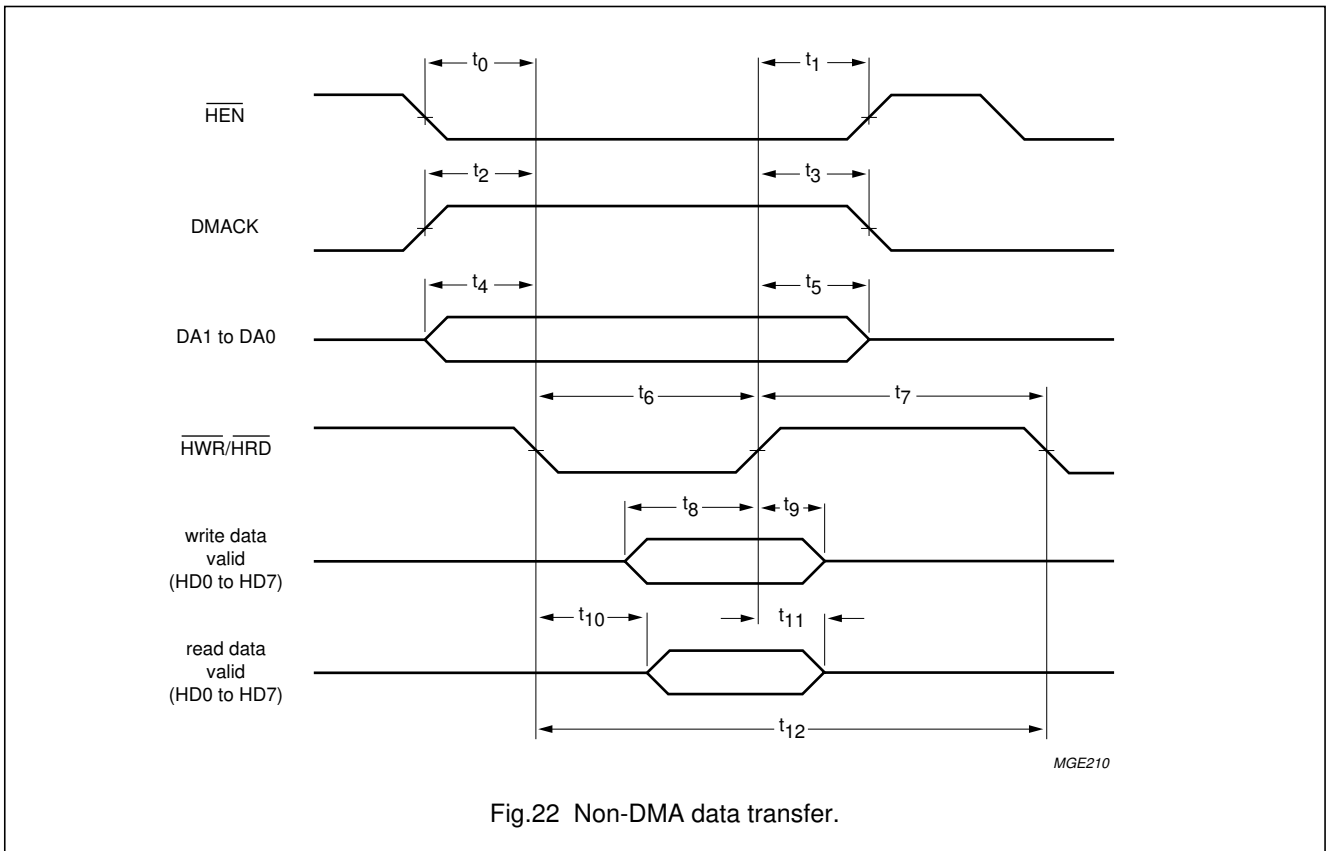 t0
t1
HEN
t2
t3
DMACK
t4
t5
DA1 to DA0
t6
t7
HWR/HRD
t8
t9
write data
valid
(HD0 to HD7)
t10
t11
read data
valid
(HD0 to HD7)
t12
MGE210
Fig.22 Non-DMA data transfer.